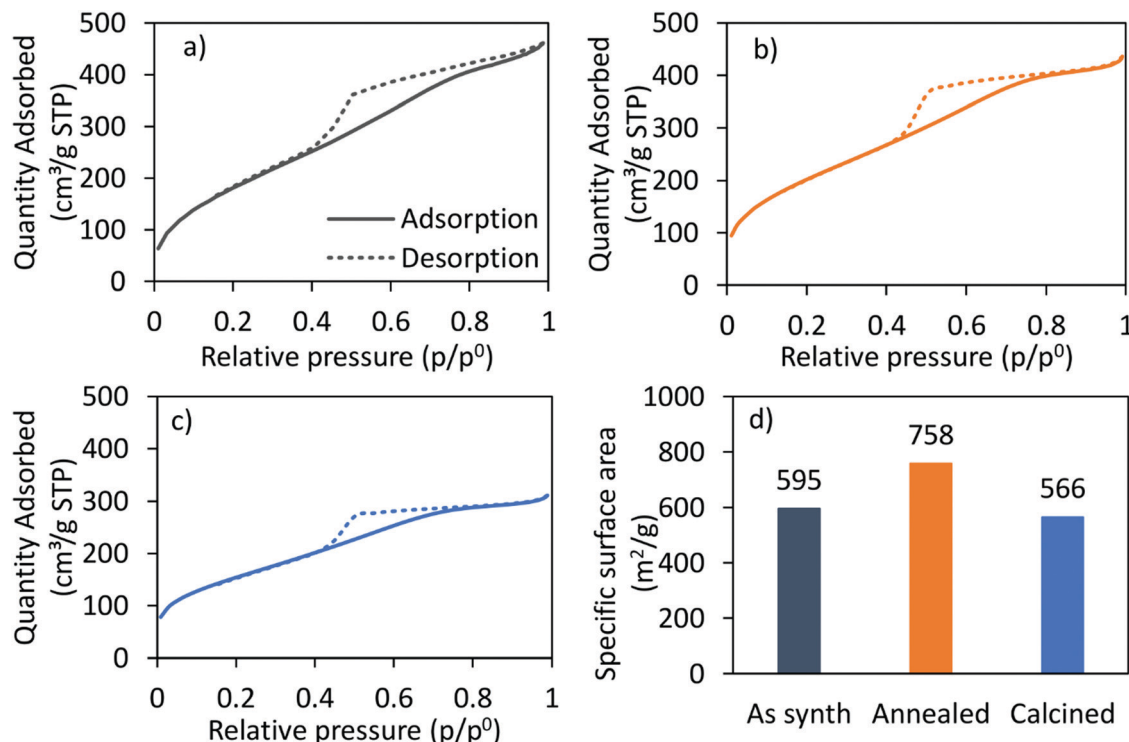 a)
500
400
300
200
100
0
Quantity Adsorbed
(cm³/g STP)
Adsorption
Desorption
0 0.2 0.4 0.6 0.8 1
Relative pressure (p/p⁰)
b)
500
400
300
200
100
0
Quantity Adsorbed
(cm³/g STP)
0 0.2 0.4 0.6 0.8 1
Relative pressure (p/p⁰)
c)
500
400
300
200
100
0
Quantity Adsorbed
(cm³/g STP)
0 0.2 0.4 0.6 0.8 1
Relative pressure (p/p⁰)
d)
1000
800
600
400
200
0
Specific surface area
(m²/g)
595
758
566
As synth Annealed Calcined